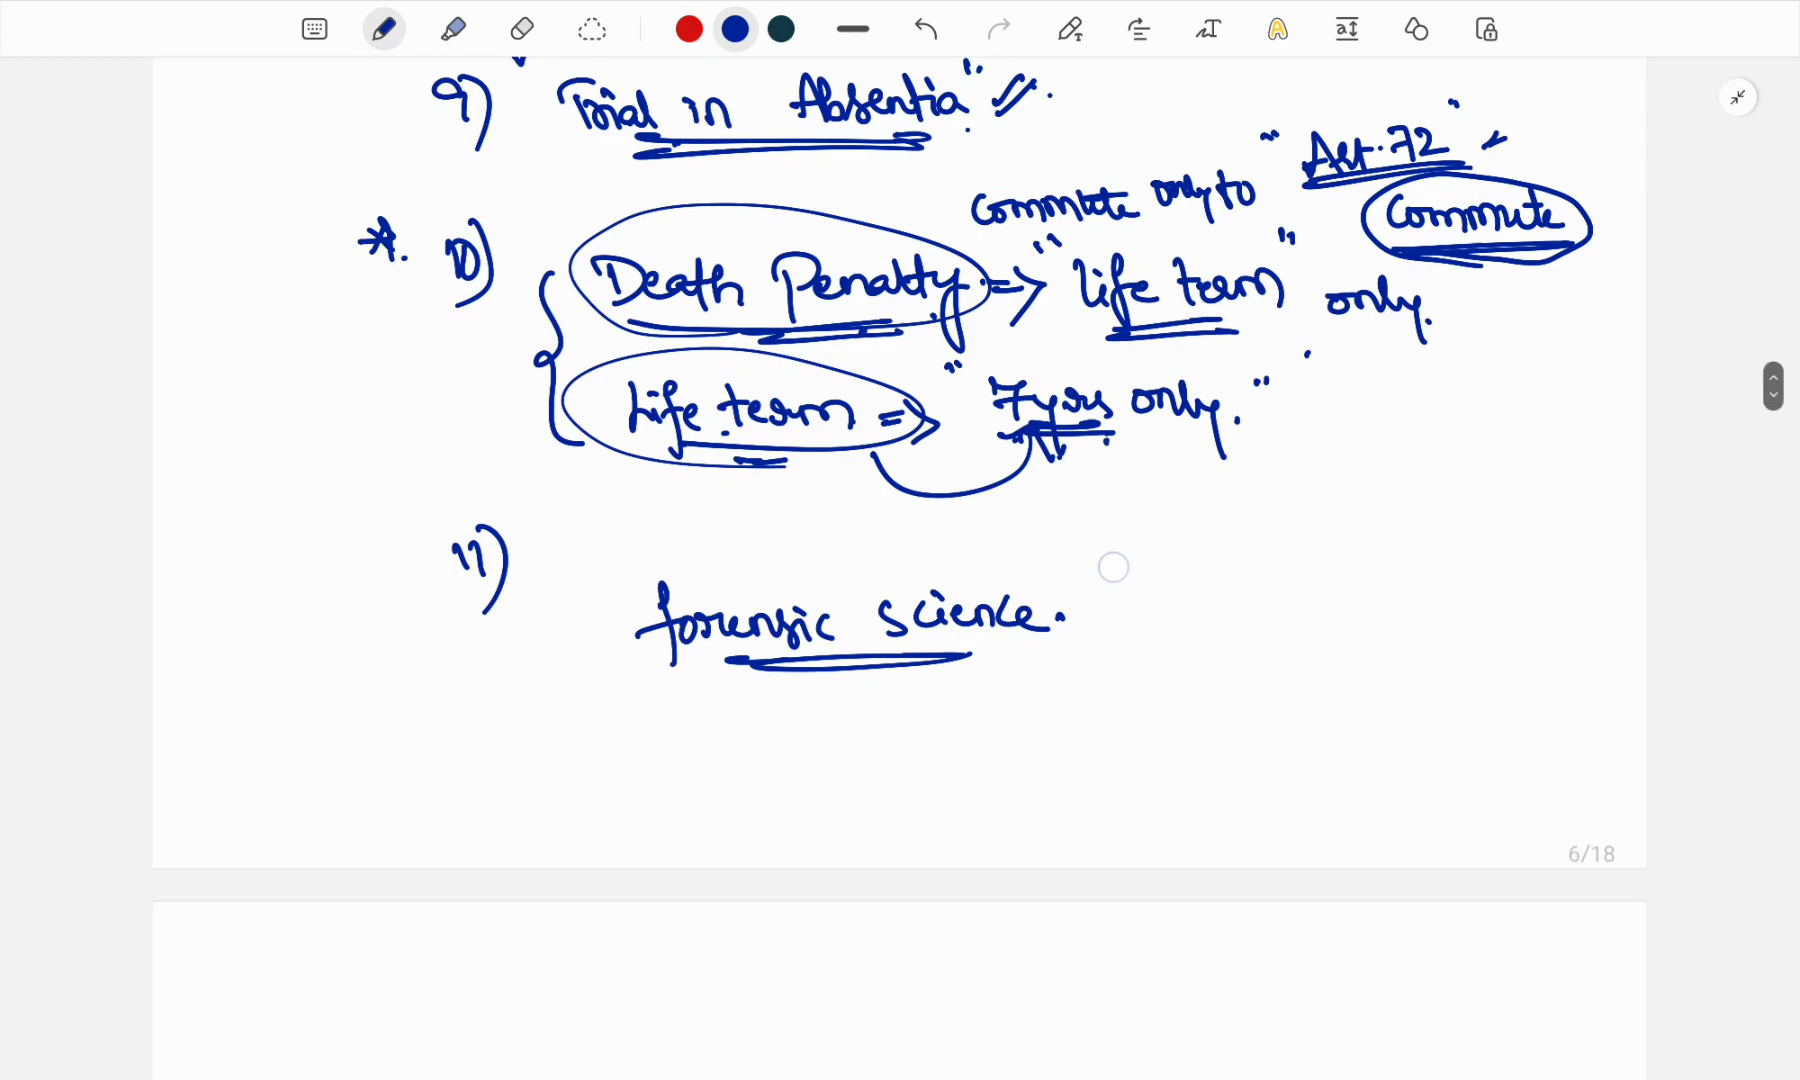 9) "Trial in Absentia".
"Art. 72"
Commute only to
Commute
*. 10) Death Penalty => "life term" only.
Life term => "7yrs only."
11)
forensic science.
6/18